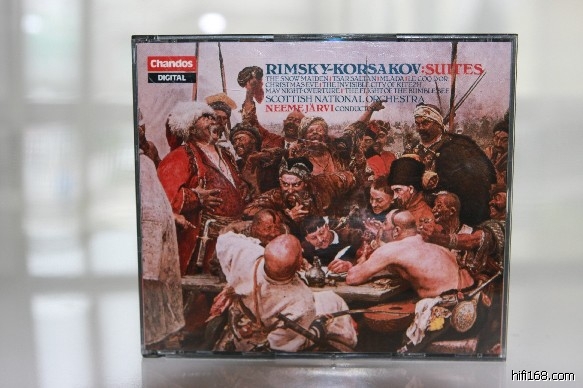 Chandos
DIGITAL
RIMSKY-KORSAKOV:SUITES
THE SNOW MAIDEN/TSAR SALTAN/MLADA/LE COQ D'OR
CHRISTMAS EVE/THE INVISIBLE CITY OF KITEZH
MAY NIGHT-OVERTURE/THE FLIGHT OF THE BUMBLE BEE
SCOTTISH NATIONAL ORCHESTRA
NEEME JÄRVI CONDUCTOR
hifi168.com